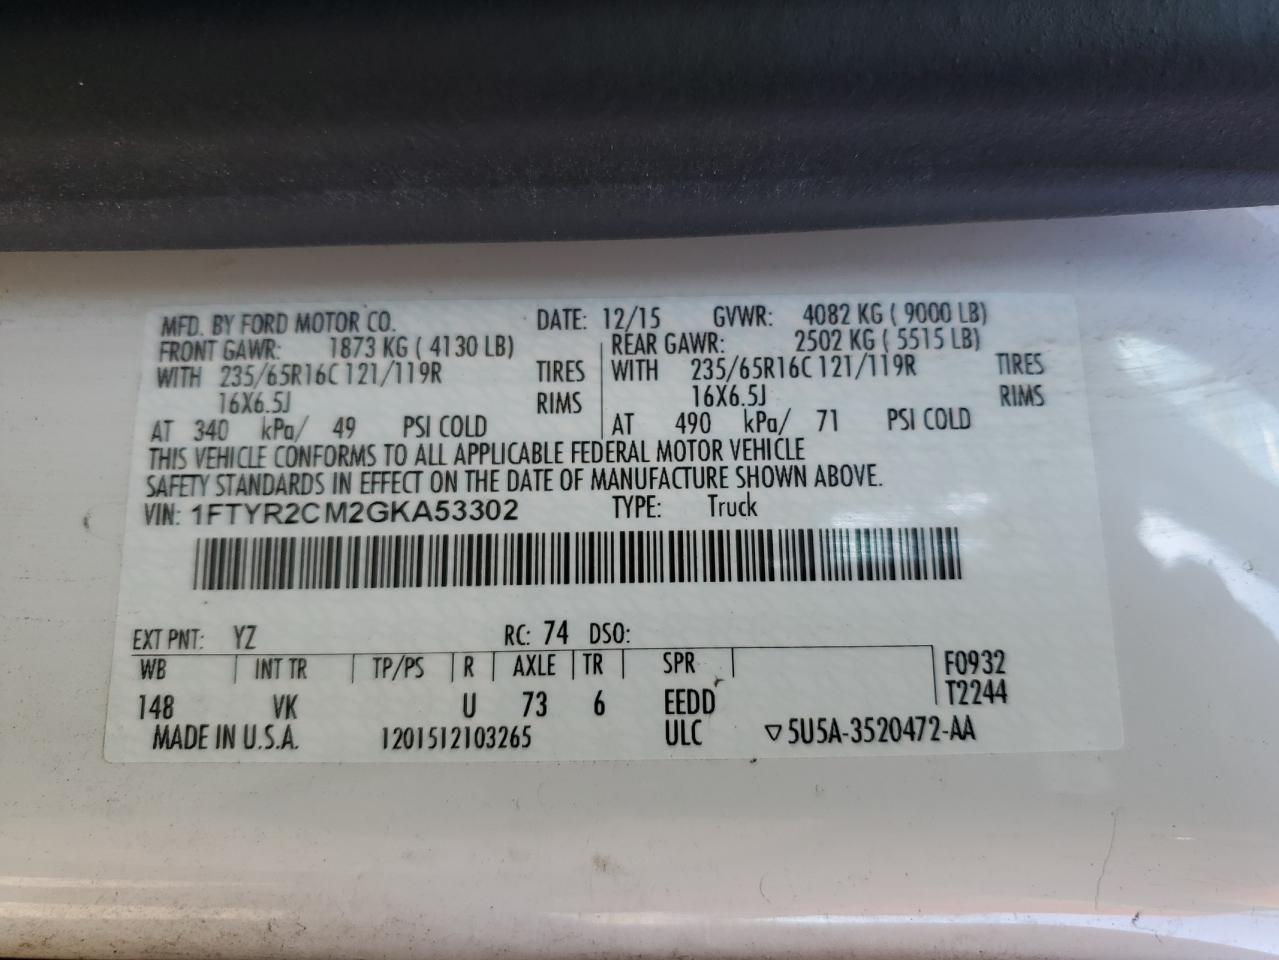 MFD. BY FORD MOTOR CO. DATE: 12/15 GVWR: 4082 KG ( 9000 LB)
FRONT GAWR: 1873 KG ( 4130 LB) REAR GAWR: 2502 KG ( 5515 LB)
WITH 235/65R16C 121/119R TIRES WITH 235/65R16C 121/119R TIRES
16X6.5J RIMS 16X6.5J RIMS
AT 340 kPa/ 49 PSI COLD AT 490 kPa/ 71 PSI COLD
THIS VEHICLE CONFORMS TO ALL APPLICABLE FEDERAL MOTOR VEHICLE
SAFETY STANDARDS IN EFFECT ON THE DATE OF MANUFACTURE SHOWN ABOVE.
VIN: 1FTYR2CM2GKA53302 TYPE: Truck
EXT PNT: YZ RC: 74 DSO:
WB INT TR TP/PS R AXLE TR SPR F0932
148 VK U 73 6 EEDD T2244
MADE IN U.S.A. 1201512103265 ULC ▽5U5A-3520472-AA